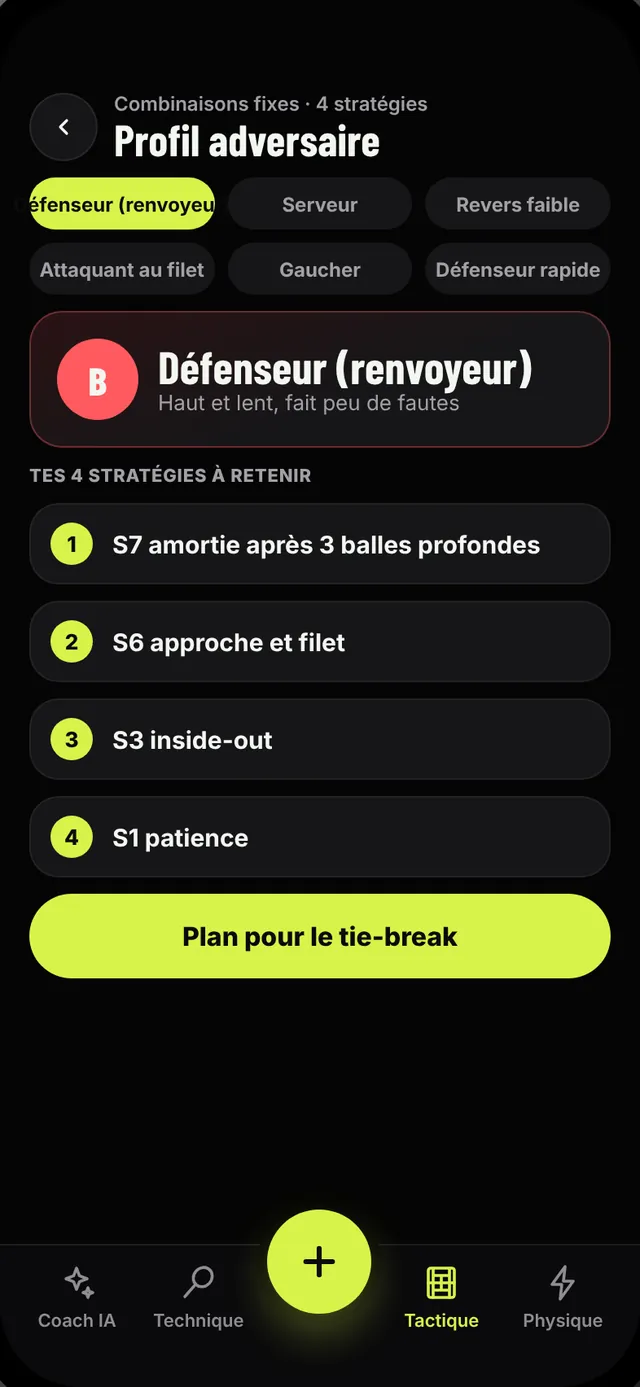 Combinaisons fixes · 4 stratégies
Profil adversaire
éfenseur (renvoyeu
Serveur
Revers faible
Attaquant au filet
Gaucher
Défenseur rapide
B
Défenseur (renvoyeur)
Haut et lent, fait peu de fautes
TES 4 STRATÉGIES À RETENIR
1 S7 amortie après 3 balles profondes
2 S6 approche et filet
3 S3 inside-out
4 S1 patience
Plan pour le tie-break
Coach IA
Technique
Tactique
Physique